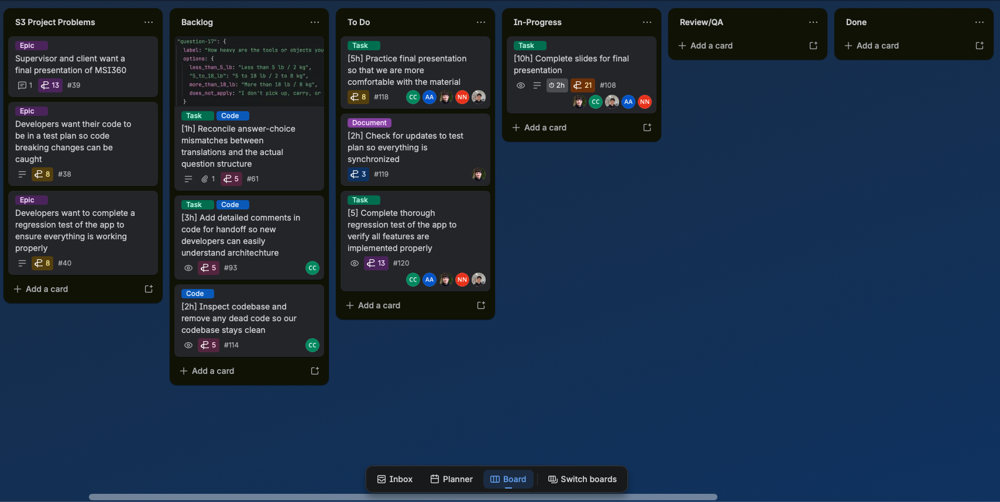 S3 Project Problems
Epic
Supervisor and client want a
final presentation of MSI360
1 13 #39
Epic
Developers want their code to
be in a test plan so code
breaking changes can be
caught
8 #38
Epic
Developers want to complete a
regression test of the app to
ensure everything is working
properly
8 #40
Add a card
Backlog
"question-17": {
label: "How heavy are the tools or objects you
options: {
less_than_5_lb: "Less than 5 lb / 2 kg",
"5_to_18_lb": "5 to 18 lb / 2 to 8 kg",
more_than_18_lb: "More than 18 lb / 8 kg",
does_not_apply: "I don't pick up, carry, or
}
Task Code
[1h] Reconcile answer-choice
mismatches between
translations and the actual
question structure
1 5 #61
Task Code
[3h] Add detailed comments in
code for handoff so new
developers can easily
understand architechture
5 #93 CC
Code
[2h] Inspect codebase and
remove any dead code so our
codebase stays clean
5 #114 CC
Add a card
To Do
Task
[5h] Practice final presentation
so that we are more
comfortable with the material
8 #118 CC AA NN
Document
[2h] Check for updates to test
plan so everything is
synchronized
3 #119
Task
[5] Complete thorough
regression test of the app to
verify all features are
implemented properly
13 #120
CC AA NN
Add a card
In-Progress
Task
[10h] Complete slides for final
presentation
2h 21 #108
CC AA NN
Add a card
Review/QA
Add a card
Done
Add a card
Inbox Planner Board Switch boards